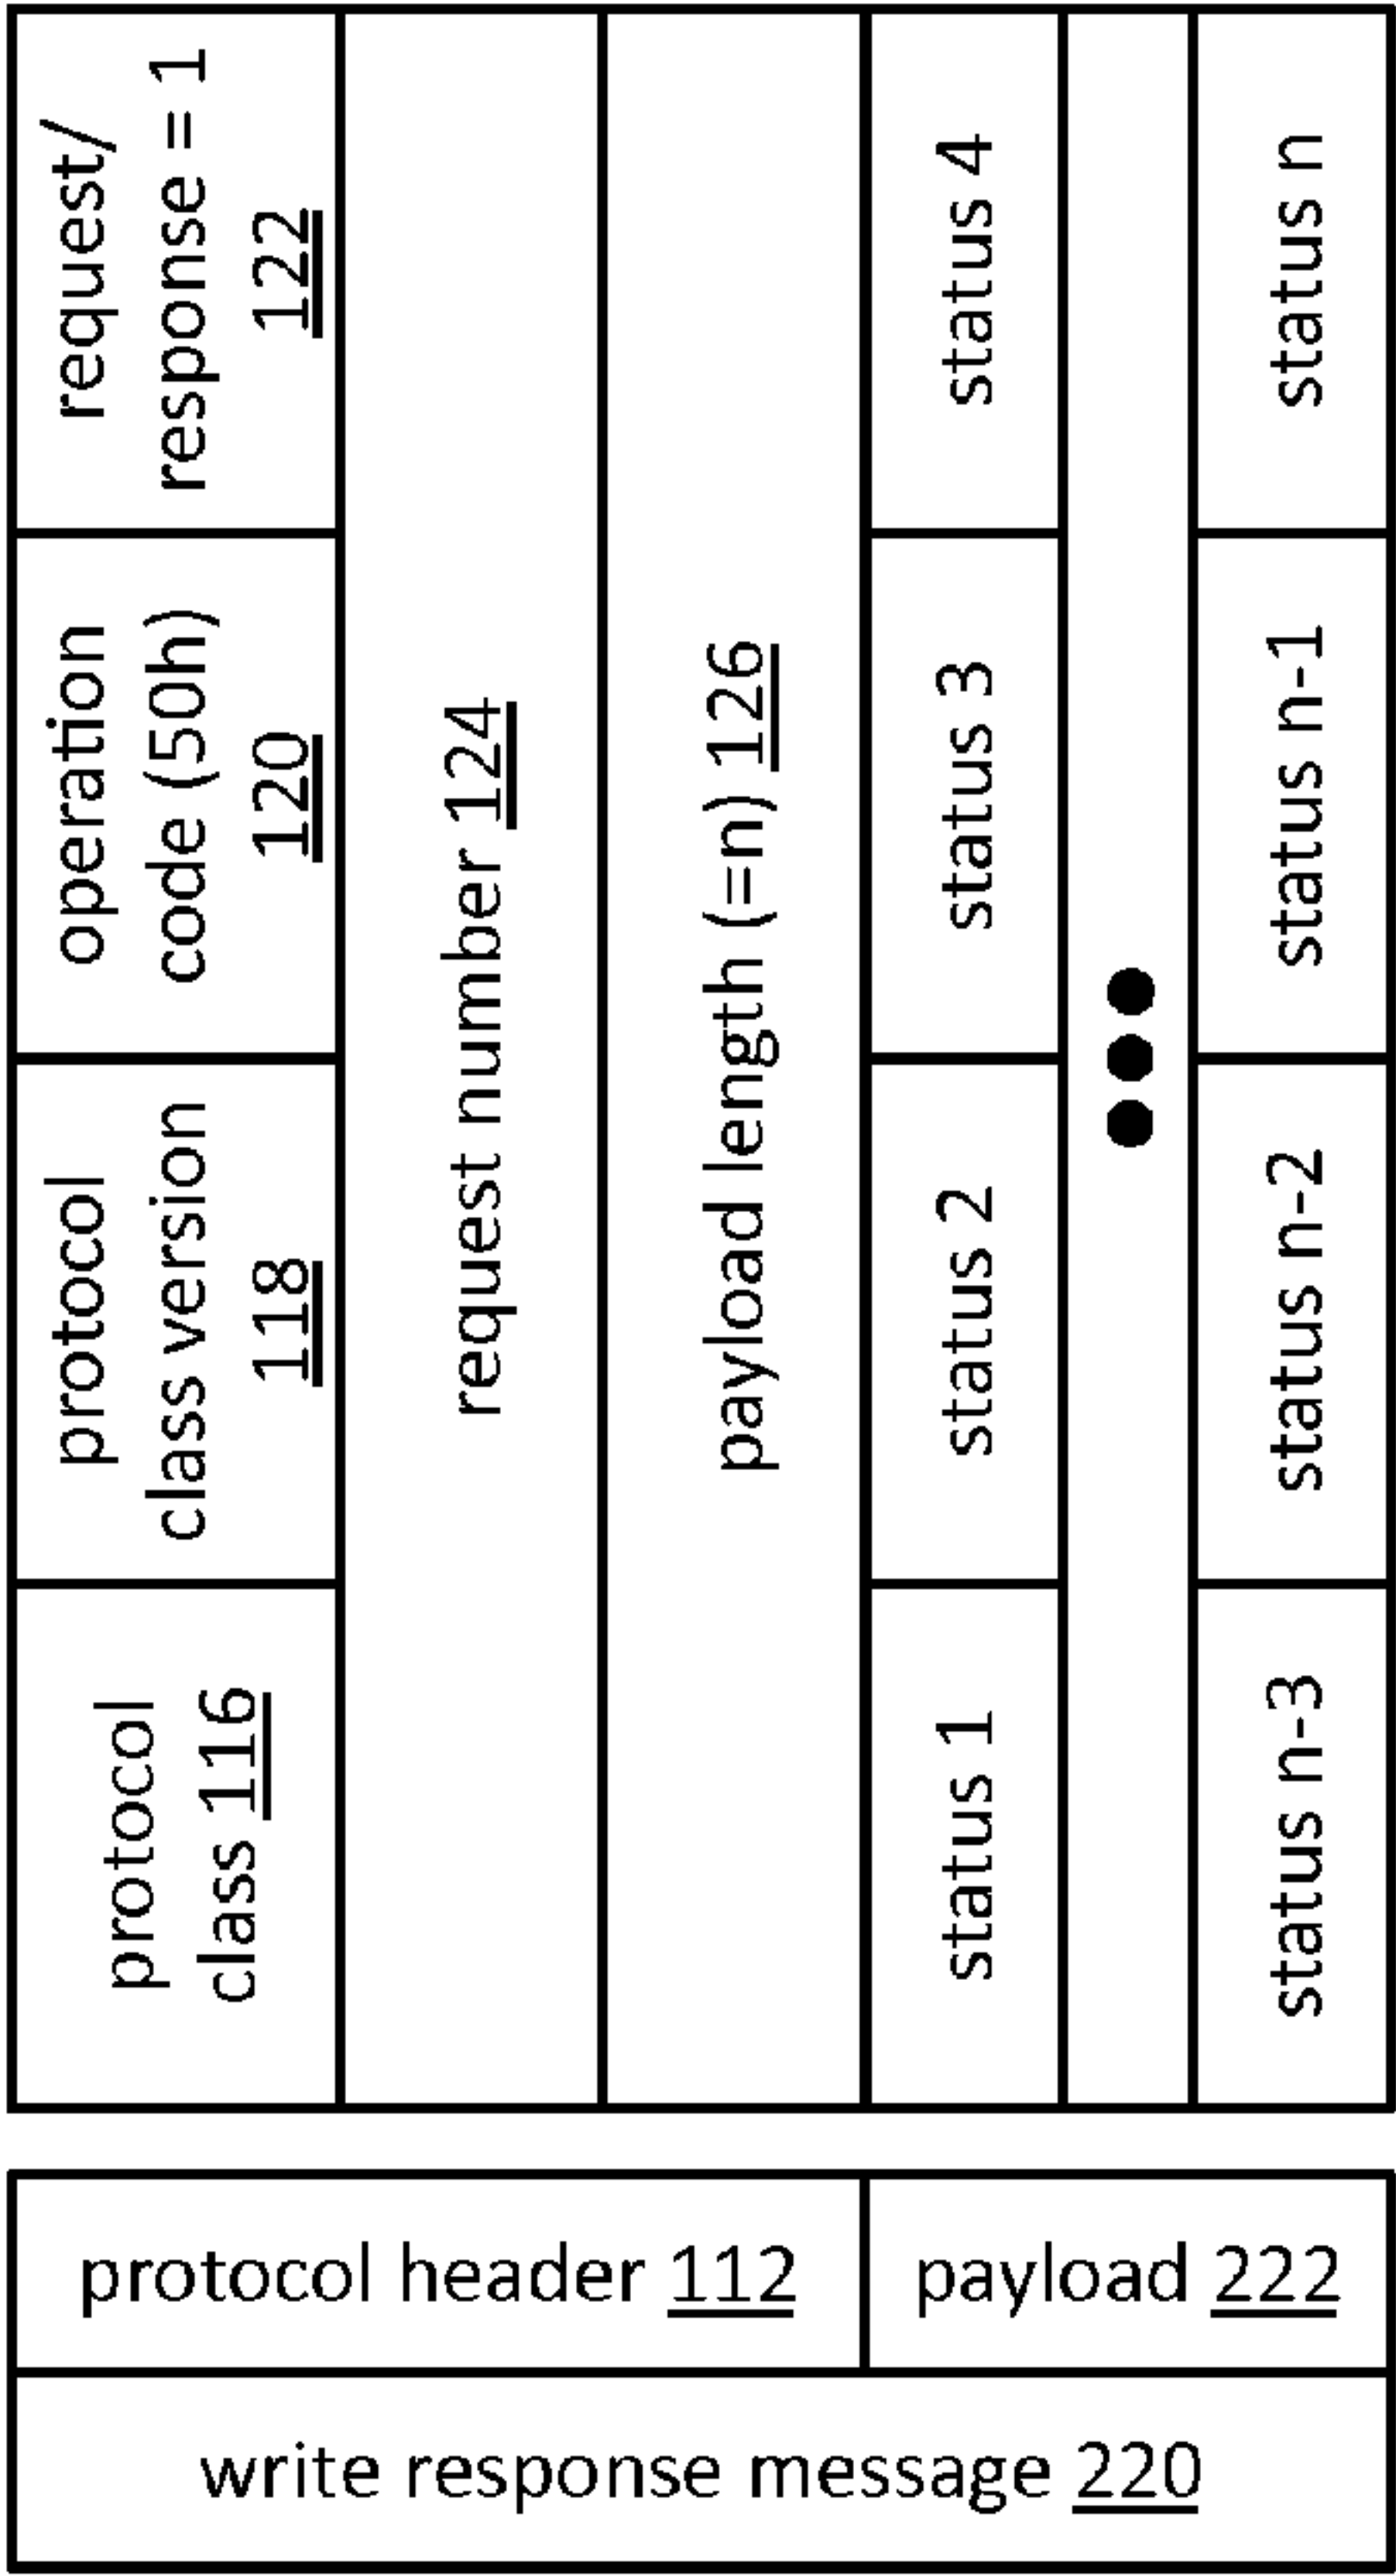 write response message 220
protocol header 112
payload 222
protocol
class 116
protocol
class version
118
operation
code (50h)
120
request/
response = 1
122
request number 124
payload length (=n) 126
status 1
status 2
status 3
status 4
status n-3
status n-2
status n-1
status n